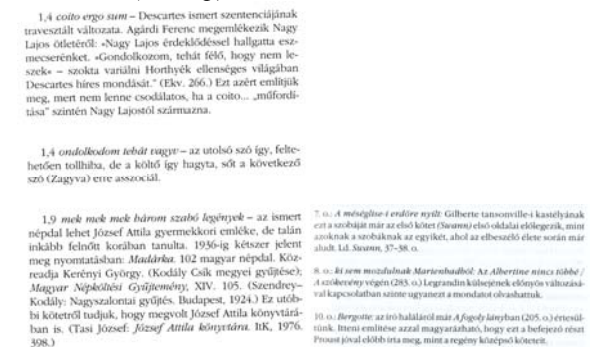 1,4 coito ergo sum – Descartes ismert szentenciájának
travesztált változata. Agárdi Ferenc megemlékezik Nagy
Lajos ötletéről: «Nagy Lajos érdeklődéssel hallgatta esz-
mecserénket. «Gondolkozom, tehát félő, hogy nem le-
szek» – szokta variálni Horthyék ellenséges világában
Descartes híres mondását.” (Ekv. 266.) Ezt azért említjük
meg, mert nem lenne csodálatos, ha a coito... „műfordí-
tása” szintén Nagy Lajostól származna.
1,4 ondolkodom tehát vagyv – az utolsó szó így, felte-
hetően tollhiba, de a költő így hagyta, sőt a következő
szó (Zagyva) erre asszociál.
1,9 mek mek mek három szabó legények – az ismert
népdal lehet József Attila gyermekkori emléke, de talán
inkább felnőtt korában tanulta. 1936-ig kétszer jelent
meg nyomtatásban: Madárka. 102 magyar népdal. Köz-
readja Kerényi György. (Kodály Csík megyei gyűjtése);
Magyar Népköltési Gyűjtemény, XIV. 105. (Szendrey–
Kodály: Nagyszalontai gyűjtés. Budapest, 1924.) Ez utób-
bi kötetről tudjuk, hogy megvolt József Attila könyvtárá-
ban is. (Tasi József: József Attila könyvtára. ItK, 1976.
398.)
7. o.: A méséglise-i erdőre nyílt: Gilberte tansonville-i kastélyának
ezt a szobáját már az első kötet (Swann) első oldalai előlegezik, mint
azoknak a szobáknak az egyikét, ahol az elbeszélő élete során már
aludt. Ld. Swann, 37–38. o.
8. o.: ki sem mozdulnak Marienbadból: Az Albertine nincs többé /
A szökevény végén (283. o.) Legrandin külsejének előnyös változásá-
val kapcsolatban szinte ugyanezt a mondatot olvashattuk.
10. o.: Bergotte: az író haláláról már A fogoly lányban (205. o.) értesül-
tünk. Itteni említése azzal magyarázható, hogy ezt a befejező részt
Proust jóval előbb írta meg, mint a regény középső köteteit.